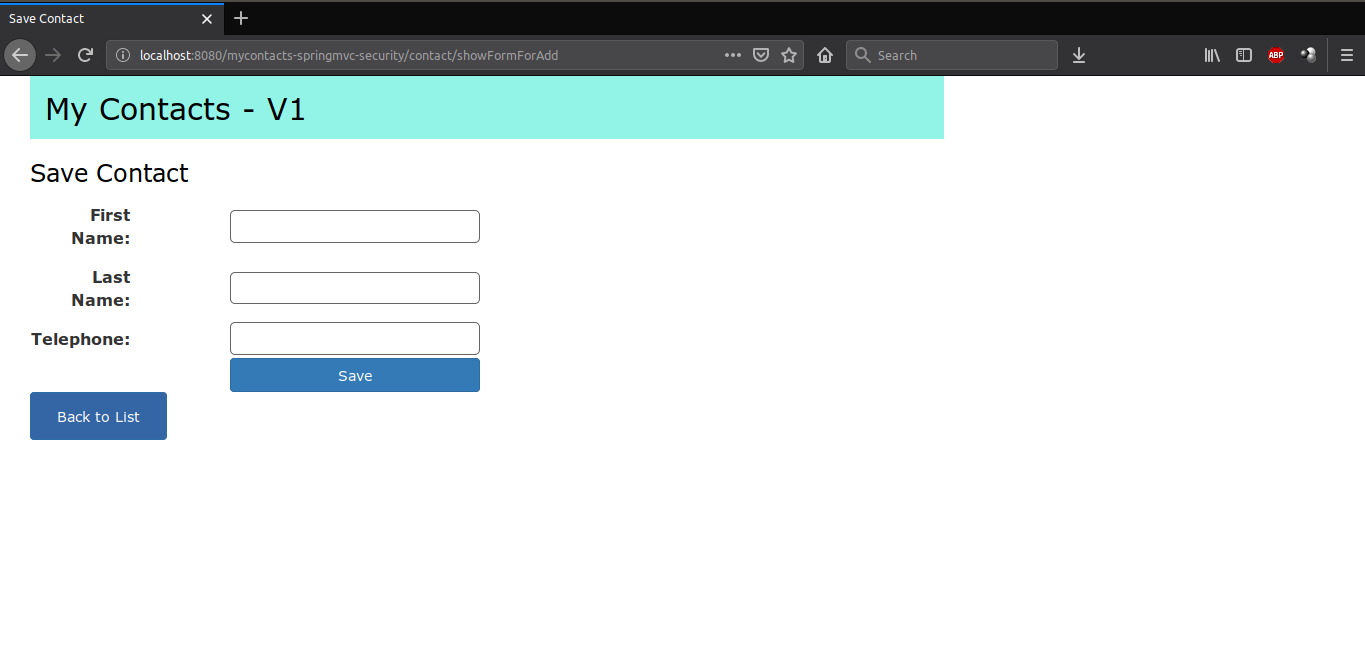 Save Contact
localhost:8080/mycontacts-springmvc-security/contact/showFormForAdd
Search
ABP
My Contacts - V1
Save Contact
First
Name:
Last
Name:
Telephone:
Save
Back to List